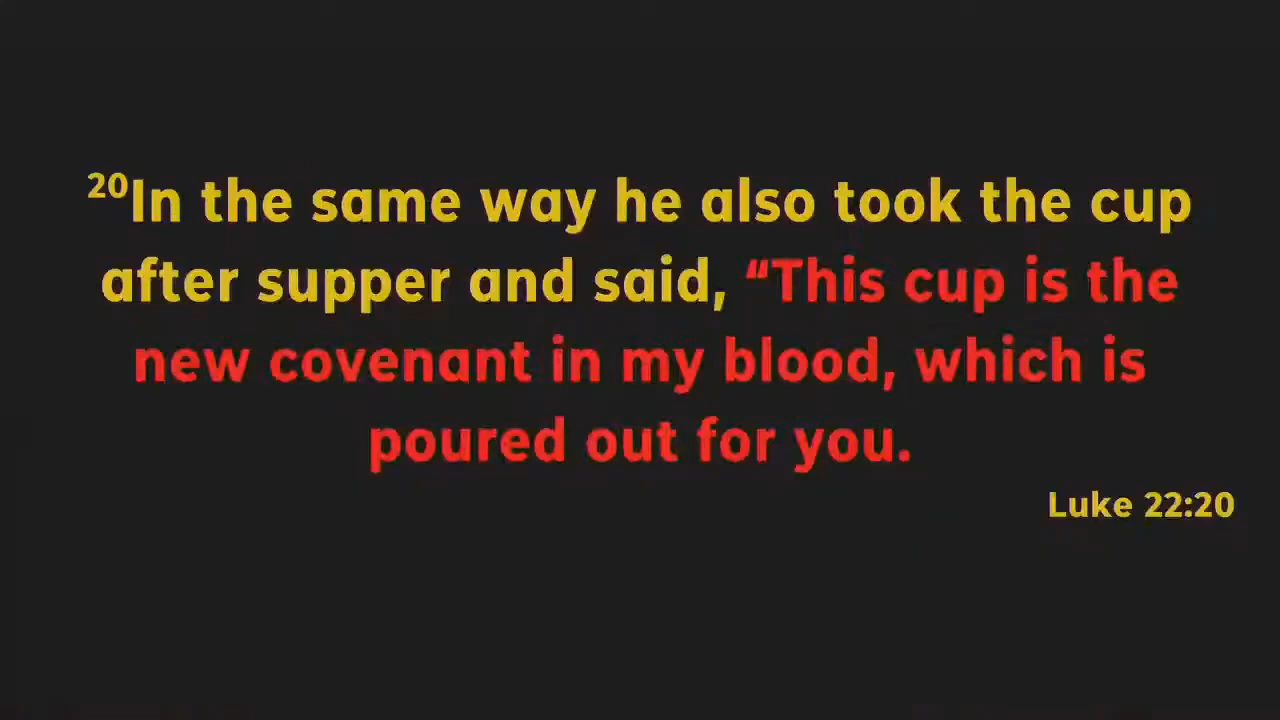 ²⁰In the same way he also took the cup
after supper and said, “This cup is the
new covenant in my blood, which is
poured out for you.
Luke 22:20